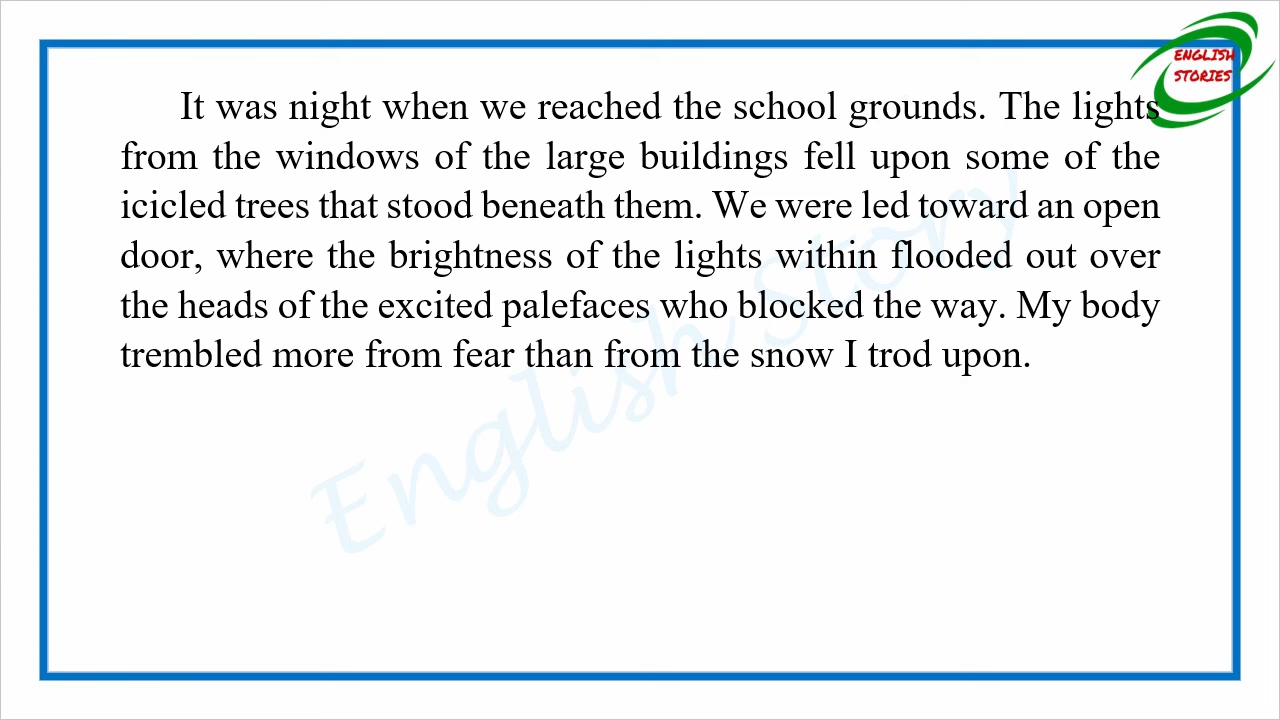 ENGLISH
STORIES
It was night when we reached the school grounds. The lights
from the windows of the large buildings fell upon some of the
icicled trees that stood beneath them. We were led toward an open
door, where the brightness of the lights within flooded out over
the heads of the excited palefaces who blocked the way. My body
trembled more from fear than from the snow I trod upon.
English Story